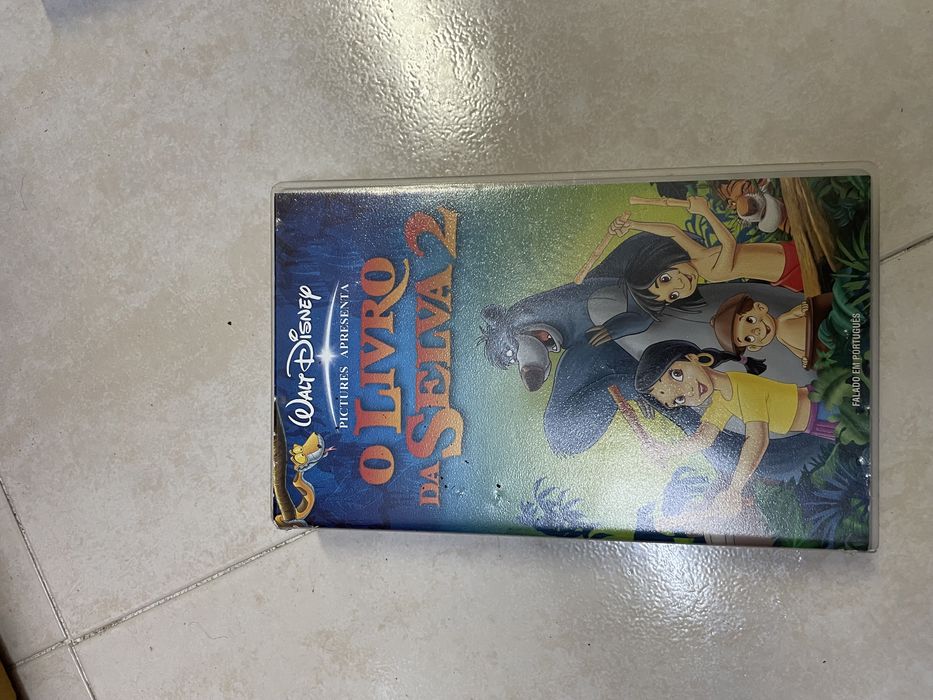 Walt Disney
PICTURES APRESENTA
O LIVRO
DA SELVA 2
FALADO EM PORTUGUÊS